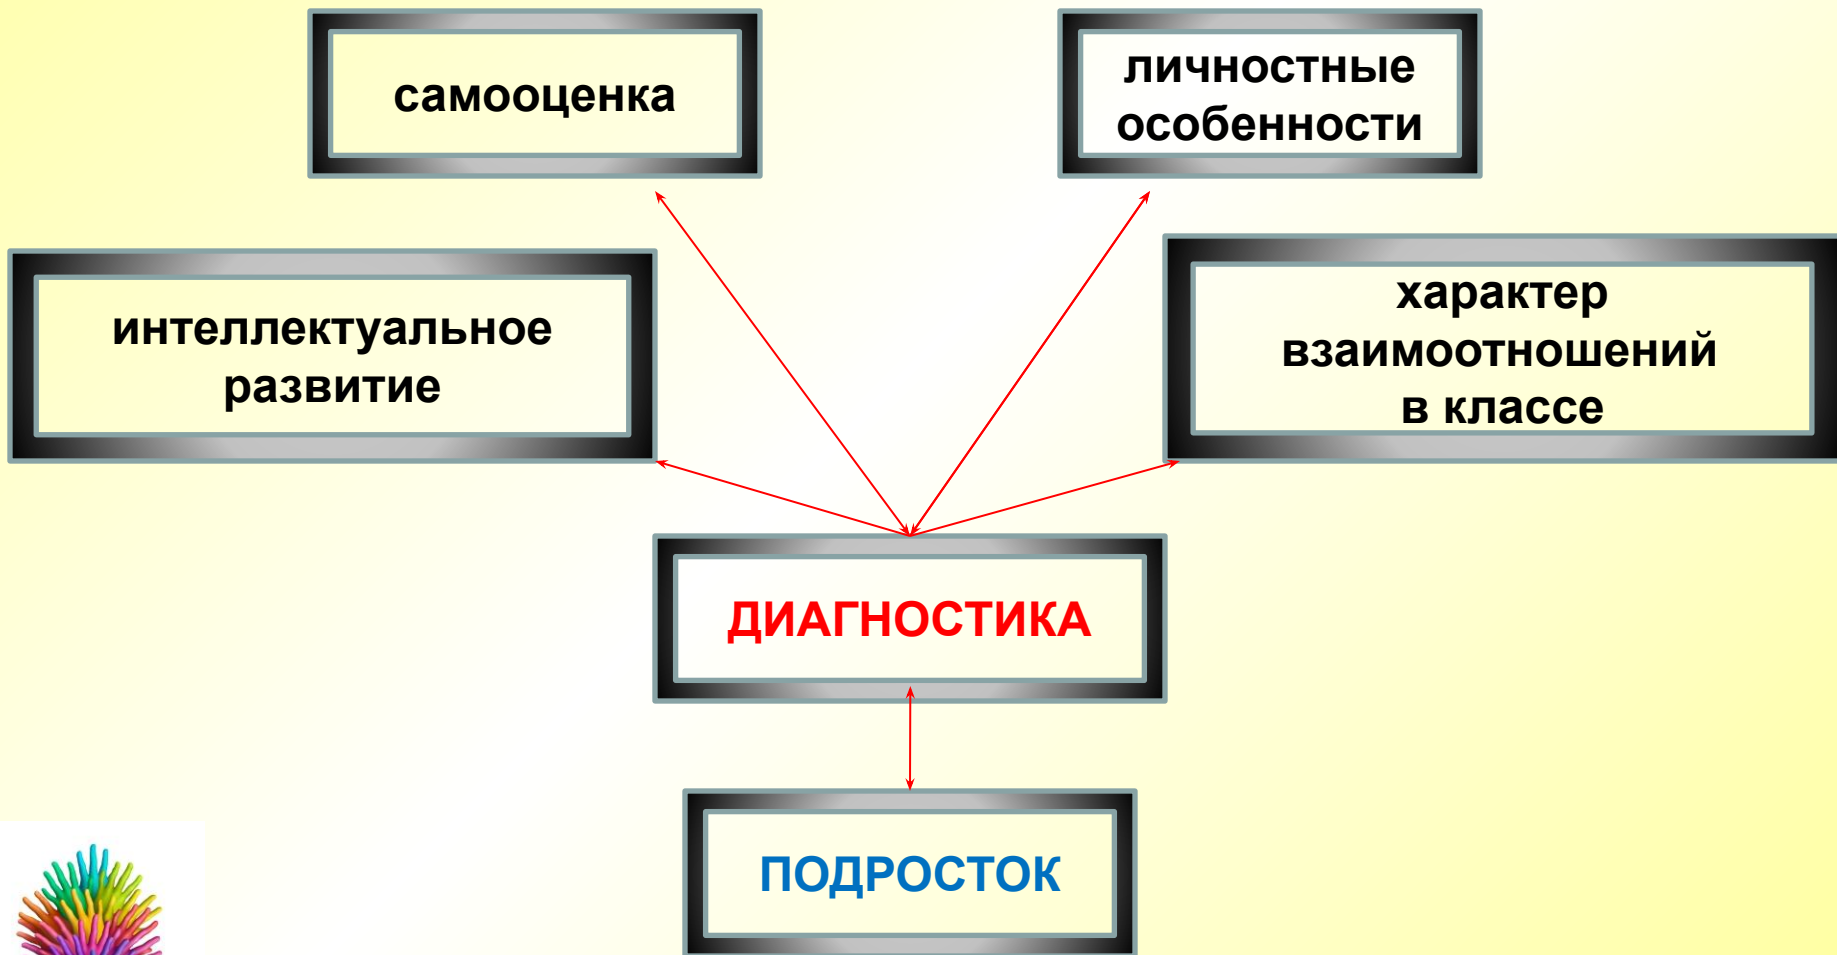 самооценка
личностные
особенности
интеллектуальное
развитие
характер
взаимоотношений
в классе
ДИАГНОСТИКА
ПОДРОСТОК